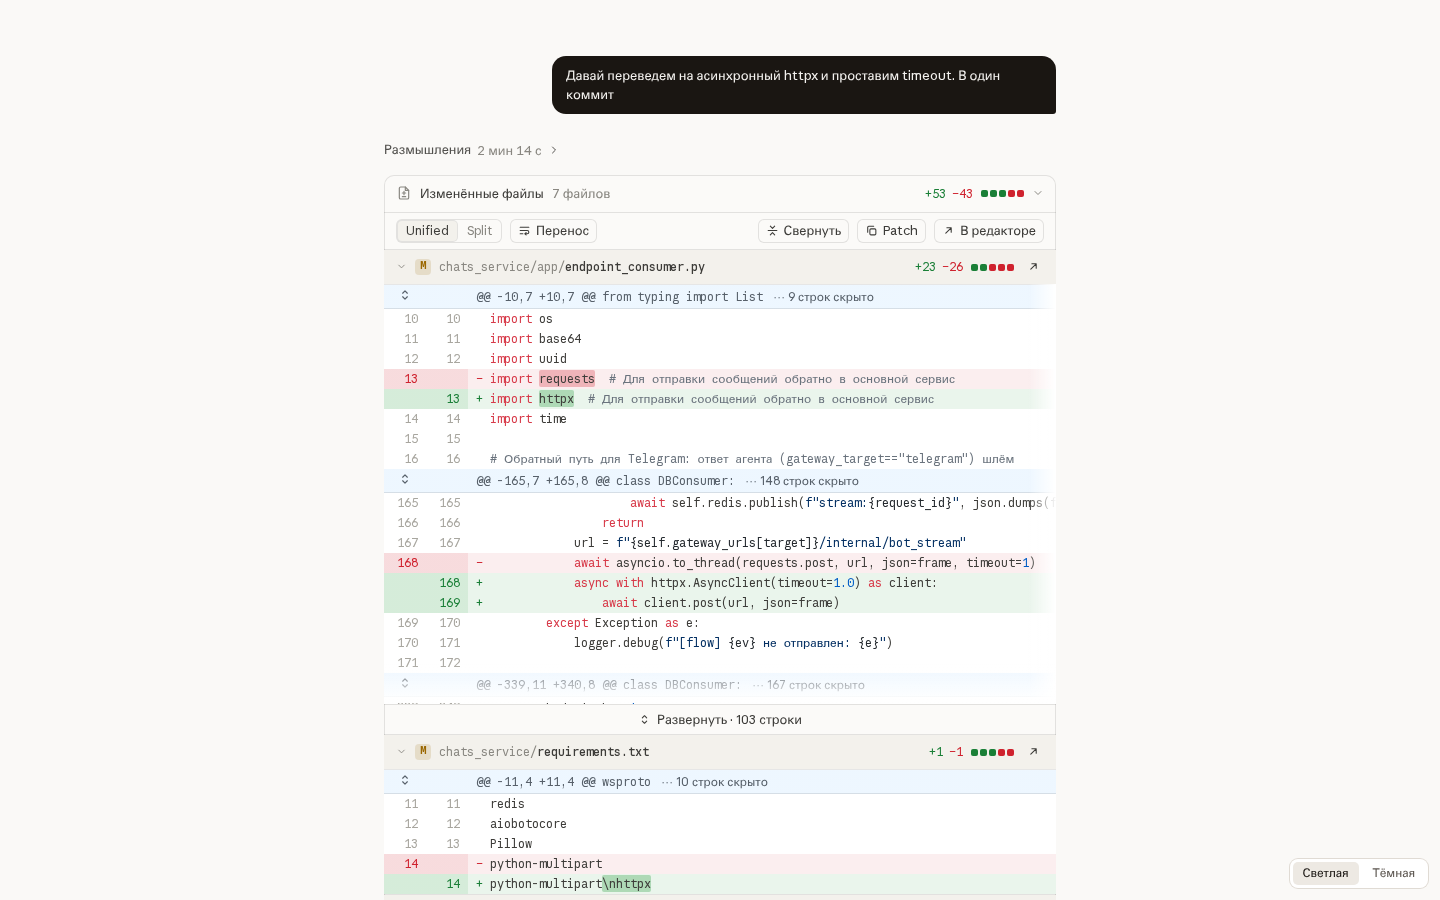 Давай переведем на асинхронный httpx и проставим timeout. В один
коммит
Размышления 2 мин 14 с
Изменённые файлы 7 файлов +53 −43
Unified Split Перенос Свернуть Patch В редакторе
M chats_service/app/endpoint_consumer.py +23 −26
@@ -10,7 +10,7 @@ from typing import List ··· 9 строк скрыто
10 10 import os
11 11 import base64
12 12 import uuid
13 − import requests # Для отправки сообщений обратно в основной сервис
13 + import httpx # Для отправки сообщений обратно в основной сервис
14 14 import time
15 15
16 16 # Обратный путь для Telegram: ответ агента (gateway_target=="telegram") шлём
@@ -165,7 +165,8 @@ class DBConsumer: ··· 148 строк скрыто
165 165 await self.redis.publish(f"stream:{request_id}", json.dumps(
166 166 return
167 167 url = f"{self.gateway_urls[target]}/internal/bot_stream"
168 − await asyncio.to_thread(requests.post, url, json=frame, timeout=1)
168 + async with httpx.AsyncClient(timeout=1.0) as client:
169 + await client.post(url, json=frame)
169 170 except Exception as e:
170 171 logger.debug(f"[flow] {ev} не отправлен: {e}")
171 172
@@ -339,11 +340,8 @@ class DBConsumer: ··· 167 строк скрыто
Развернуть · 103 строки
M chats_service/requirements.txt +1 −1
@@ -11,4 +11,4 @@ wsproto ··· 10 строк скрыто
11 11 redis
12 12 aiobotocore
13 13 Pillow
14 − python-multipart
14 + python-multipart\nhttpx
Светлая Тёмная